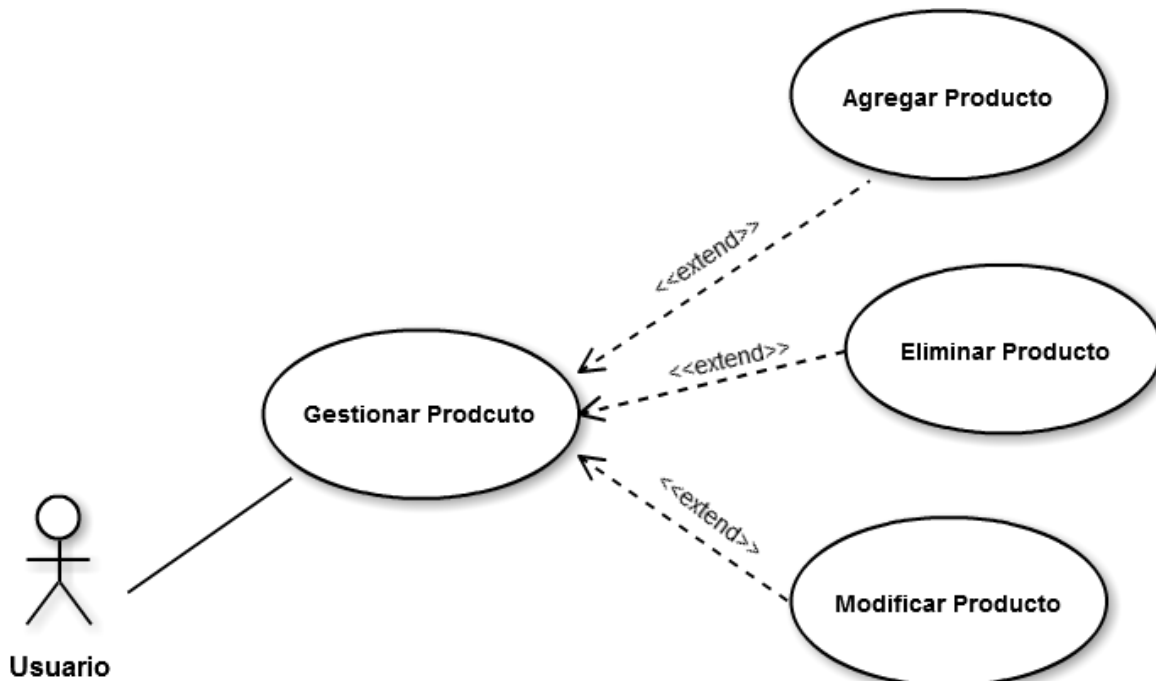 Agregar Producto
<<extend>>
Eliminar Producto
<<extend>>
Gestionar Prodcuto
<<extend>>
Modificar Producto
Usuario